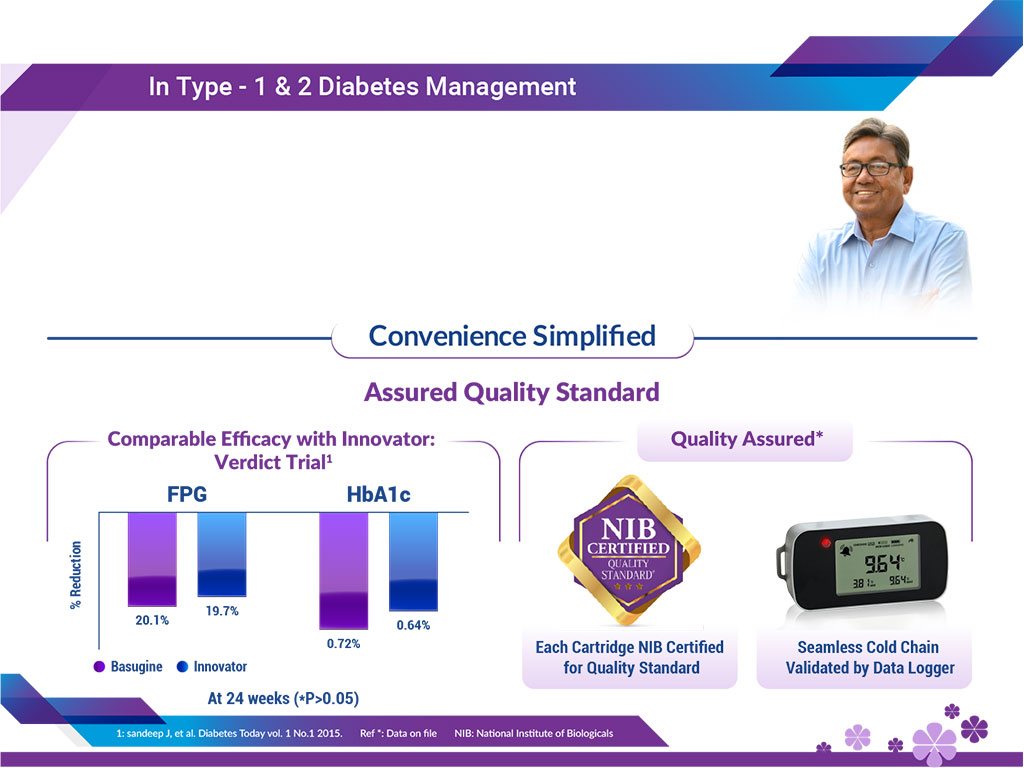 In Type - 1 & 2 Diabetes Management
Convenience Simplified
Assured Quality Standard
Comparable Efficacy with Innovator:
Verdict Trial¹
FPG
HbA1c
% Reduction
20.1%
19.7%
0.72%
0.64%
Basugine
Innovator
At 24 weeks (*P>0.05)
Quality Assured*
NIB
CERTIFIED
QUALITY
STANDARD
Each Cartridge NIB Certified
for Quality Standard
9.64
3.8
9.64
Seamless Cold Chain
Validated by Data Logger
1: sandeep J, et al. Diabetes Today vol. 1 No.1 2015. Ref *: Data on file NIB: National Institute of Biologicals